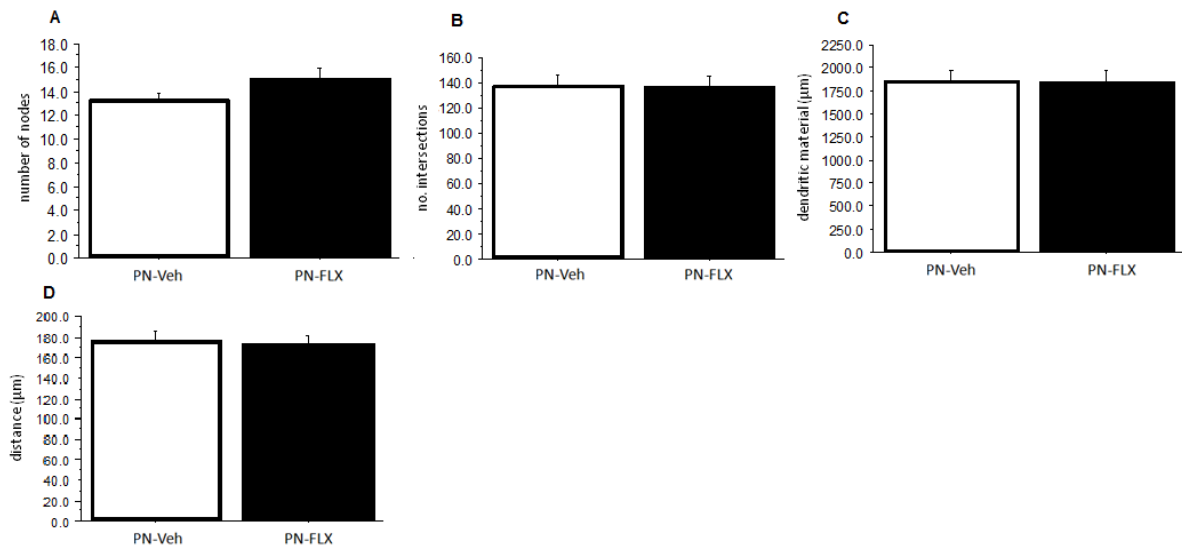 A
number of nodes
18.0
16.0
14.0
12.0
10.0
8.0
6.0
4.0
2.0
0.0
PN-Veh
PN-FLX
B
no. intersections
160.0
140.0
120.0
100.0
80.0
60.0
40.0
20.0
0.0
PN-Veh
PN-FLX
C
dendritic material (µm)
2250.0
2000.0
1750.0
1500.0
1250.0
1000.0
750.0
500.0
250.0
0.0
PN-Veh
PN-FLX
D
distance (µm)
200.0
180.0
160.0
140.0
120.0
100.0
80.0
60.0
40.0
20.0
0.0
PN-Veh
PN-FLX